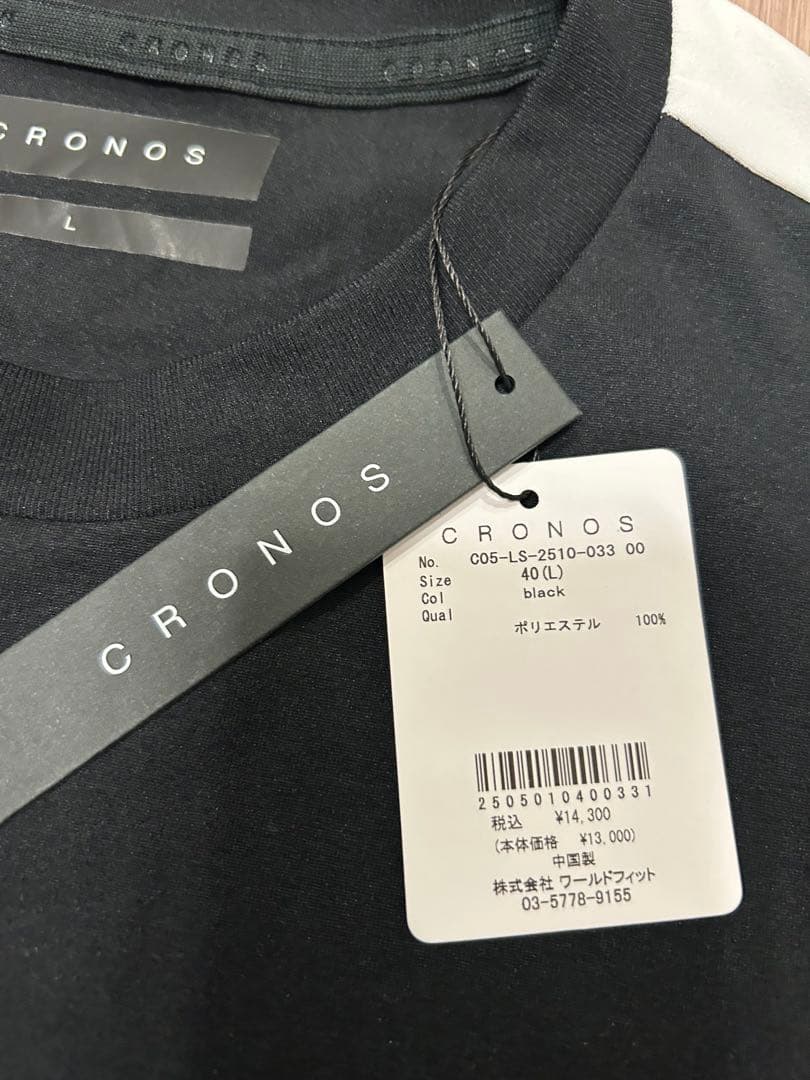 CRONOS
CRONOS
CRONOS
L
CRONOS
CRONOS
No. C05-LS-2510-033 00
Size 40(L)
Col black
Qual ポリエステル 100%
2505010400331
税込 ¥14,300
(本体価格 ¥13,000)
中国製
株式会社 ワールドフィット
03-5778-9155